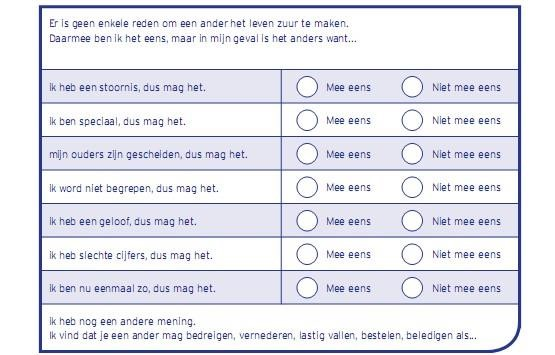 Er is geen enkele reden om een ander het leven zuur te maken.
Daarmee ben ik het eens, maar in mijn geval is het anders want...
ik heb een stoornis, dus mag het. Mee eens Niet mee eens
ik ben speciaal, dus mag het. Mee eens Niet mee eens
mijn ouders zijn gescheiden, dus mag het. Mee eens Niet mee eens
ik word niet begrepen, dus mag het. Mee eens Niet mee eens
ik heb een geloof, dus mag het. Mee eens Niet mee eens
ik heb slechte cijfers, dus mag het. Mee eens Niet mee eens
ik ben nu eenmaal zo, dus mag het. Mee eens Niet mee eens
ik heb nog een andere mening.
Ik vind dat je een ander mag bedreigen, vernederen, lastig vallen, bestelen, beledigen als...